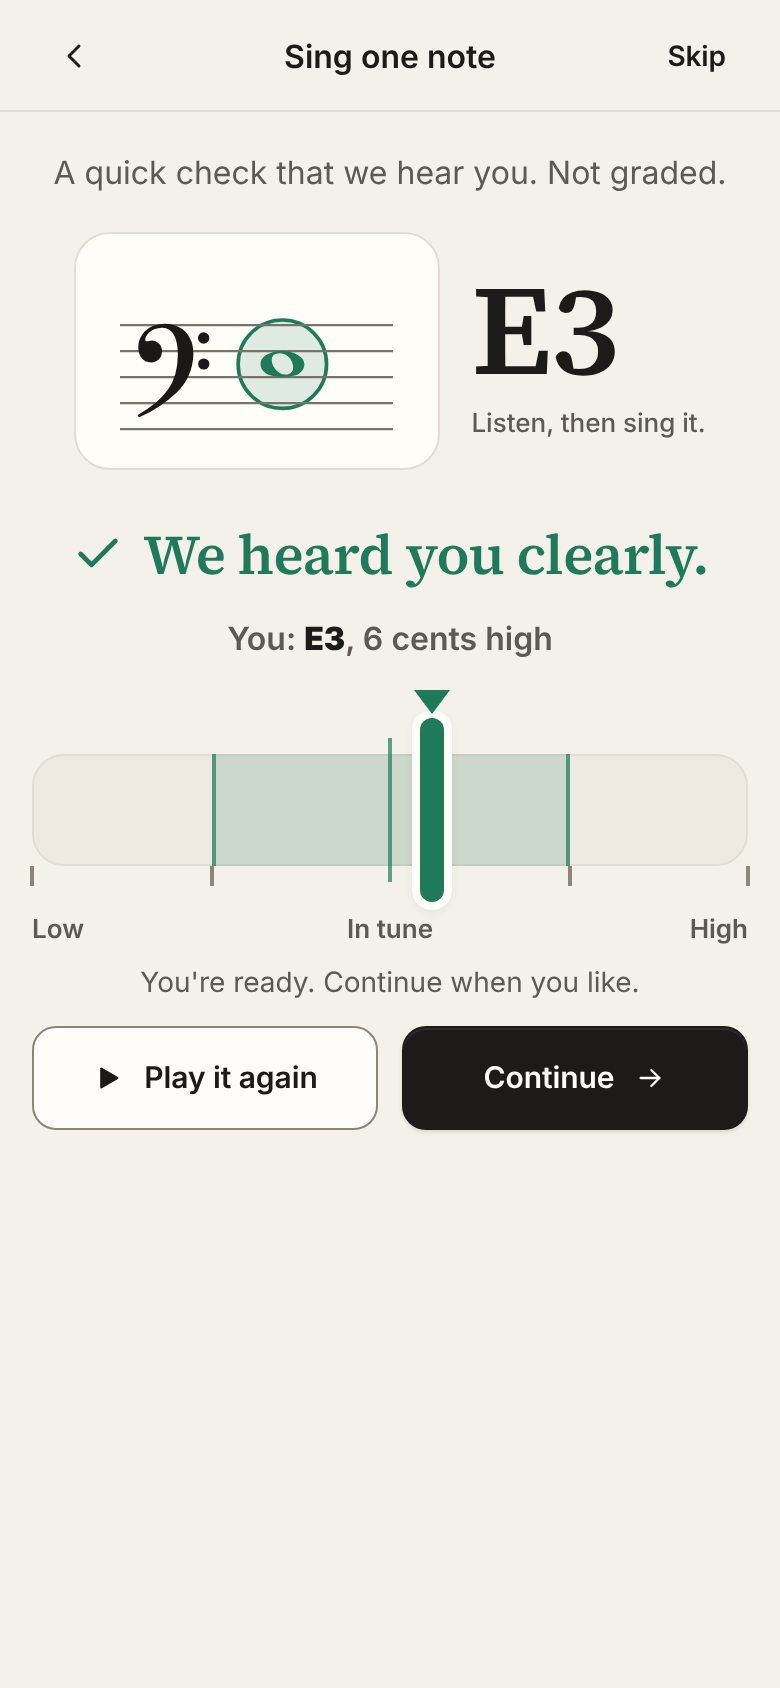 Sing one note
Skip
A quick check that we hear you. Not graded.
E3
Listen, then sing it.
We heard you clearly.
You: E3, 6 cents high
Low
In tune
High
You're ready. Continue when you like.
Play it again
Continue